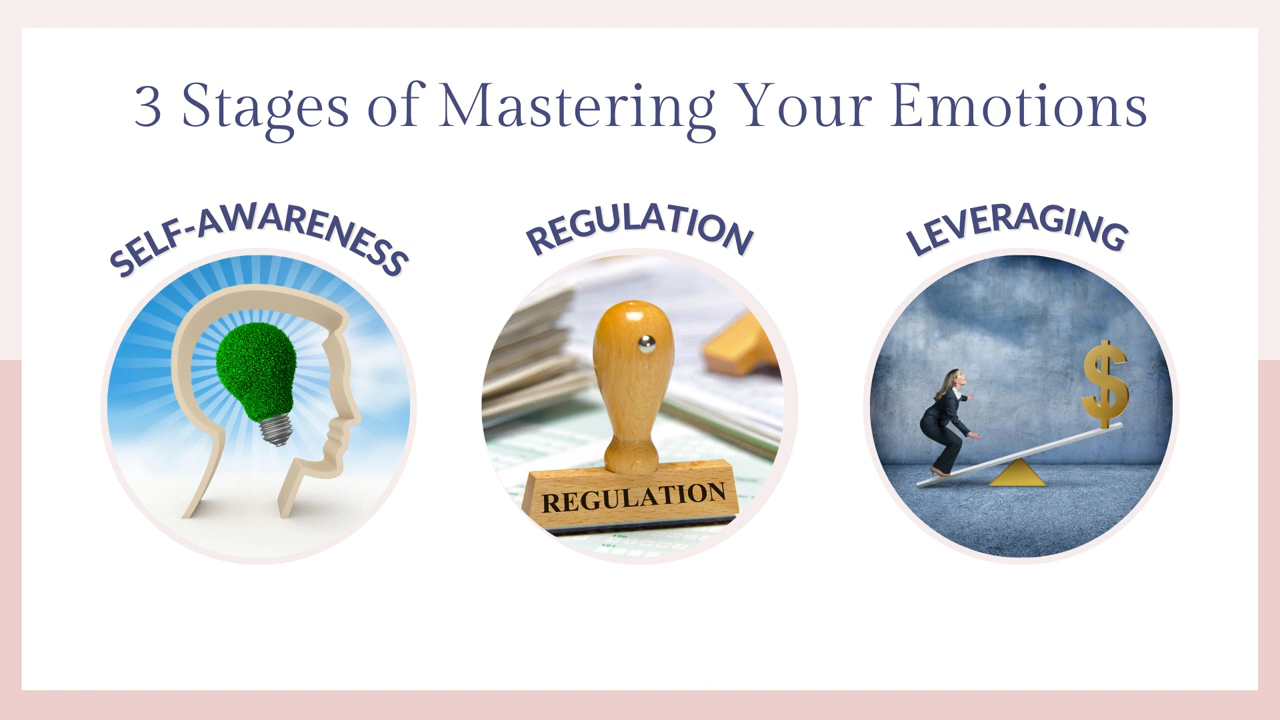 3 Stages of Mastering Your Emotions
SELF-AWARENESS
REGULATION
LEVERAGING
REGULATION
$